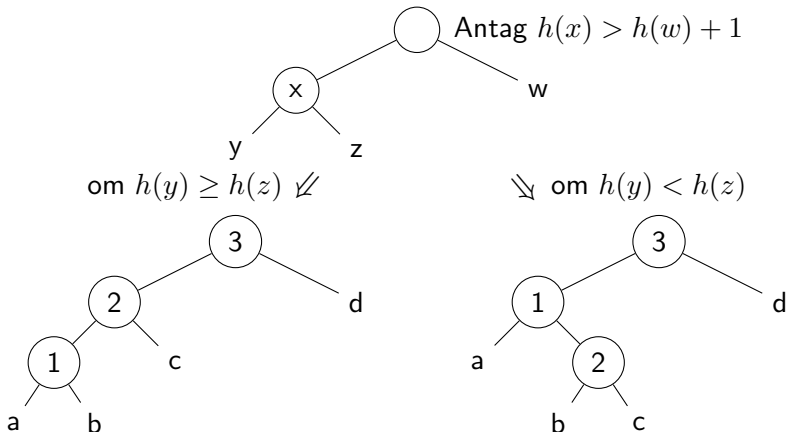 Antag h(x) > h(w) + 1
x
w
y z
om h(y) ≥ h(z) ⇙ ⇘ om h(y) < h(z)
3 3
2 d 1 d
1 c a 2
a b b c